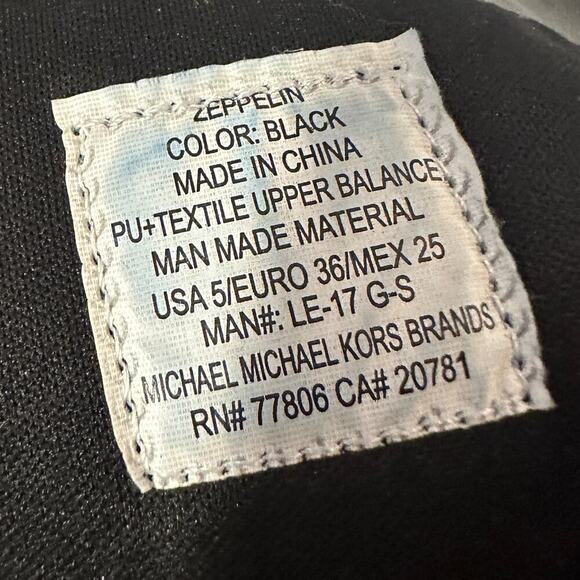 ZEPPELIN
COLOR: BLACK
MADE IN CHINA
PU+TEXTILE UPPER BALANCE
MAN MADE MATERIAL
USA 5/EURO 36/MEX 25
MAN#: LE-17 G-S
MICHAEL MICHAEL KORS BRANDS
RN# 77806 CA# 20781